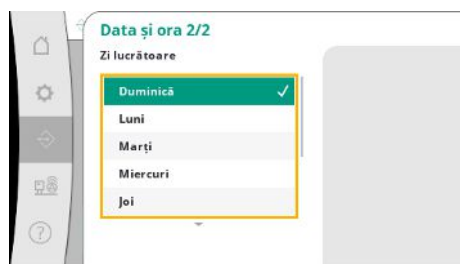 Data și ora 2/2
Zi lucrătoare
Duminică
Luni
Marți
Miercuri
Joi